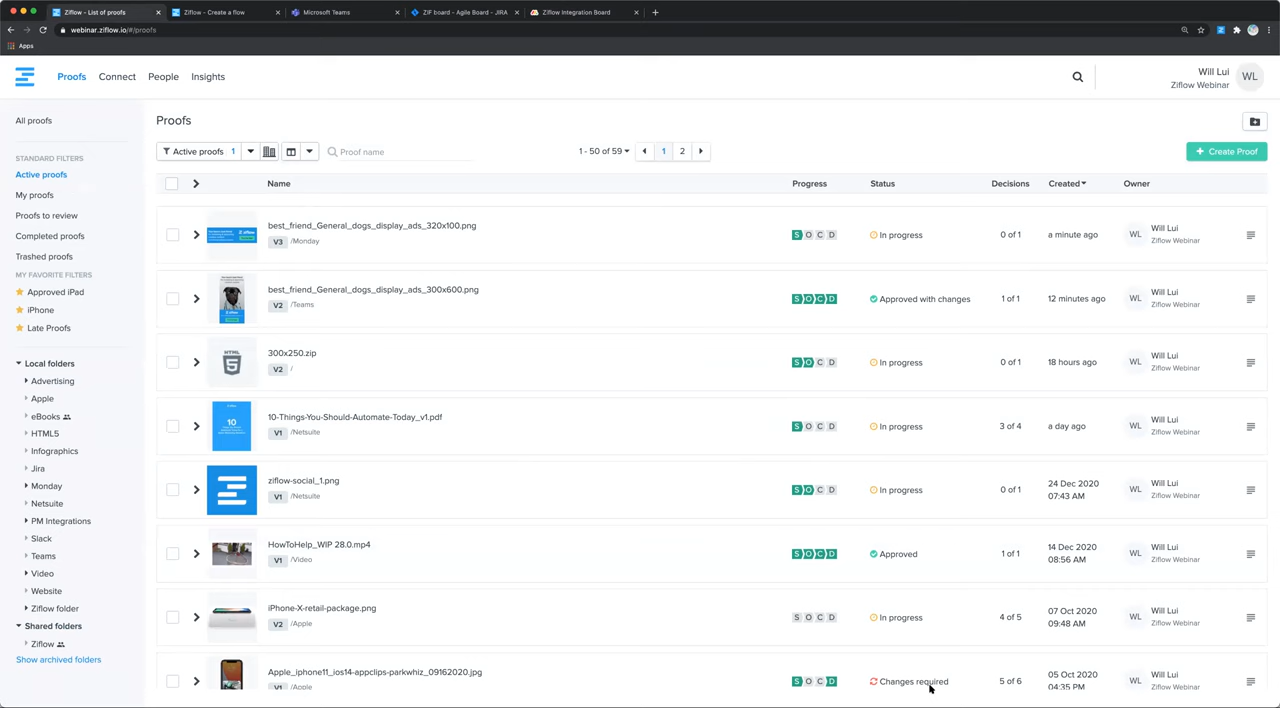 Ziflow - List of proofs
Ziflow - Create a flow
Microsoft Teams
ZIF board - Agile Board - JIRA
Ziflow Integration Board
webinar.ziflow.io/#/proofs
Apps
Proofs Connect People Insights
Will Lui
Ziflow Webinar
WL
All proofs
STANDARD FILTERS
Active proofs
My proofs
Proofs to review
Completed proofs
Trashed proofs
MY FAVORITE FILTERS
Approved iPad
iPhone
Late Proofs
Local folders
Advertising
Apple
eBooks
HTML5
Infographics
Jira
Monday
Netsuite
PM Integrations
Slack
Teams
Video
Website
Ziflow folder
Shared folders
Ziflow
Show archived folders
Proofs
Active proofs 1
Proof name
1 - 50 of 59
1 2
+ Create Proof
Name Progress Status Decisions Created Owner
best_friend_General_dogs_display_ads_320x100.png
V3 /Monday
S O C D
In progress
0 of 1
a minute ago
WL
Will Lui
Ziflow Webinar
best_friend_General_dogs_display_ads_300x600.png
V2 /Teams
S O C D
Approved with changes
1 of 1
12 minutes ago
WL
Will Lui
Ziflow Webinar
HTML
5
300x250.zip
V2 /
S O C D
In progress
0 of 1
18 hours ago
WL
Will Lui
Ziflow Webinar
10
10-Things-You-Should-Automate-Today_v1.pdf
V1 /Netsuite
S O C D
In progress
3 of 4
a day ago
WL
Will Lui
Ziflow Webinar
ziflow-social_1.png
V1 /Netsuite
S O C D
In progress
0 of 1
24 Dec 2020
07:43 AM
WL
Will Lui
Ziflow Webinar
HowToHelp_WIP 28.0.mp4
V1 /Video
S O C D
Approved
1 of 1
14 Dec 2020
08:56 AM
WL
Will Lui
Ziflow Webinar
iPhone-X-retail-package.png
V2 /Apple
S O C D
In progress
4 of 5
07 Oct 2020
09:48 AM
WL
Will Lui
Ziflow Webinar
Apple_iphone11_ios14-appclips-parkwhiz_09162020.jpg
V1 /Apple
S O C D
Changes required
5 of 6
05 Oct 2020
04:35 PM
WL
Will Lui
Ziflow Webinar